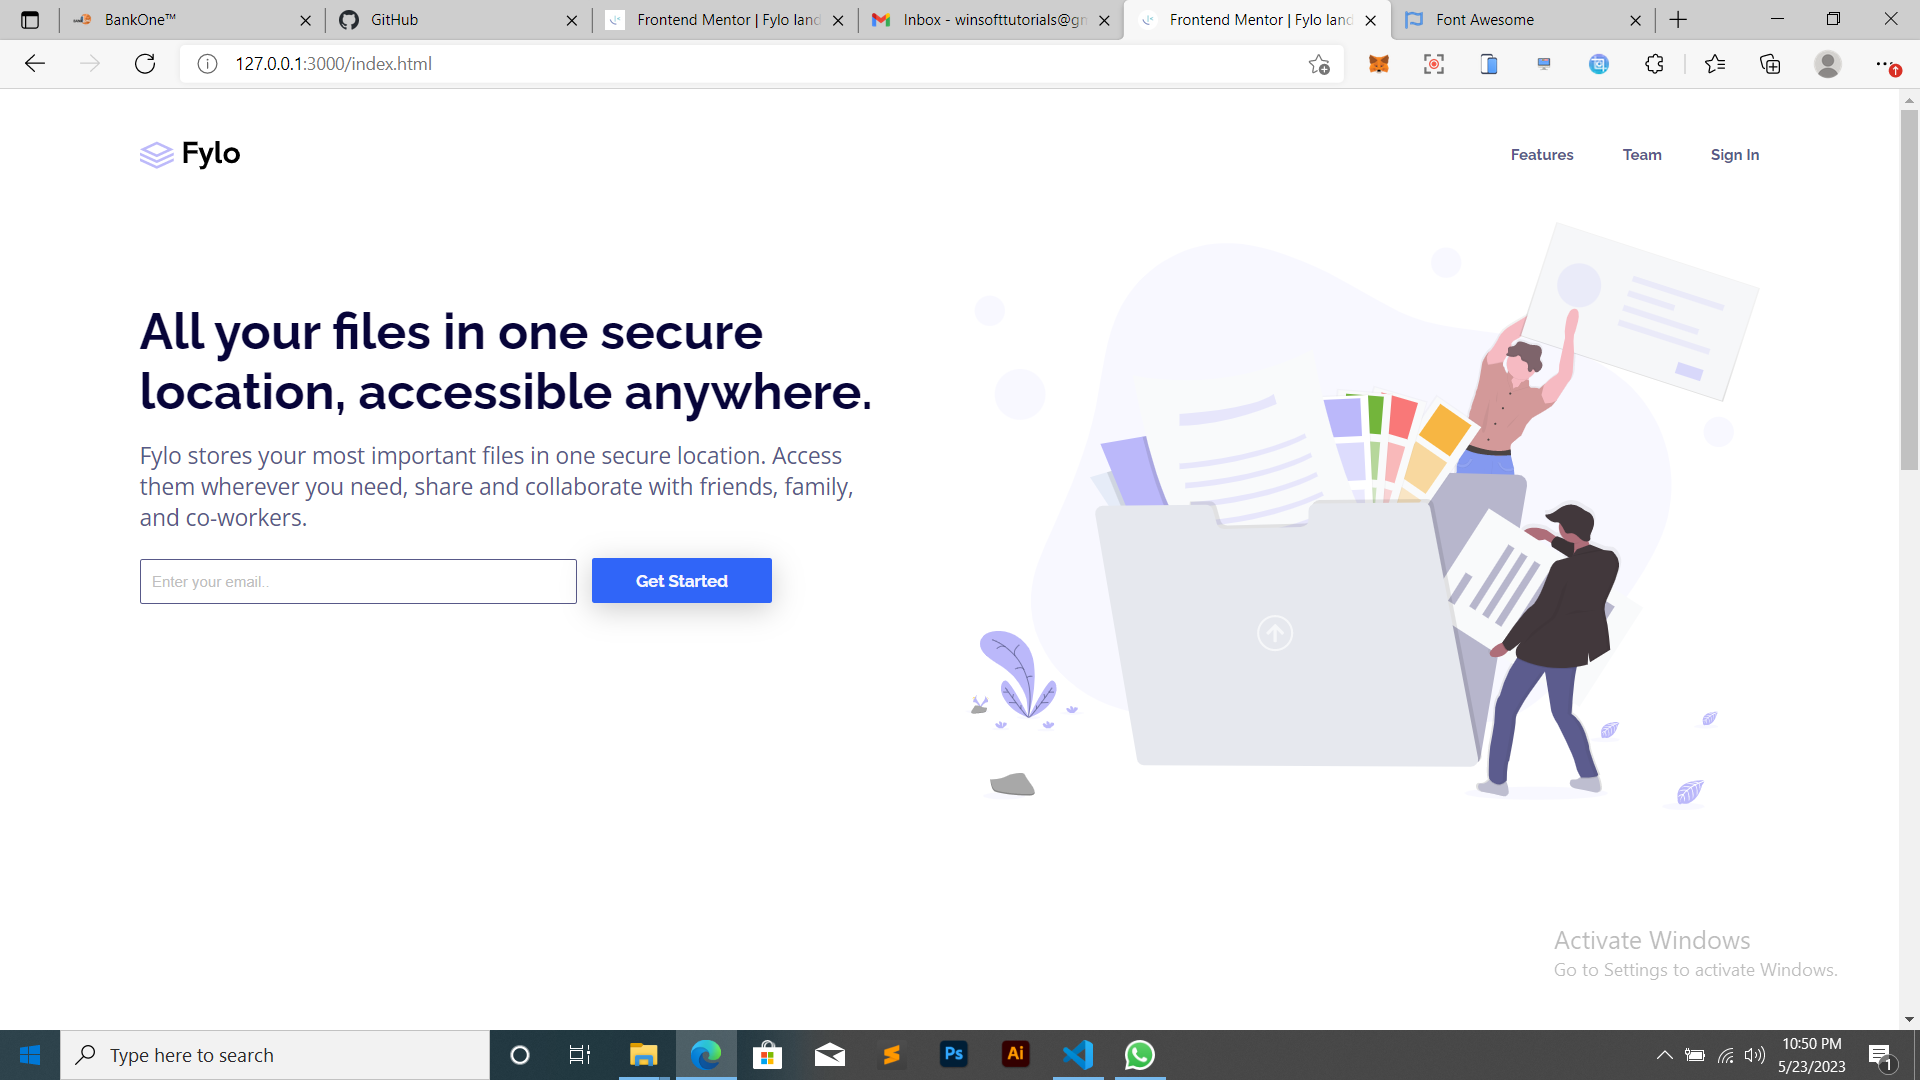 BankOne™
GitHub
Frontend Mentor | Fylo land
Inbox - winsofttutorials@gm
Frontend Mentor | Fylo land
Font Awesome
127.0.0.1:3000/index.html
Fylo
Features
Team
Sign In
All your files in one secure
location, accessible anywhere.
Fylo stores your most important files in one secure location. Access
them wherever you need, share and collaborate with friends, family,
and co-workers.
Enter your email..
Get Started
Activate Windows
Go to Settings to activate Windows.
Type here to search
Ps
Ai
10:50 PM
5/23/2023
1